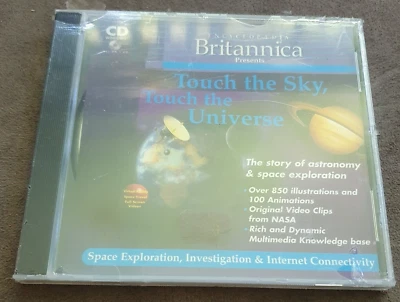 CD
ENCYCLOPÆDIA
Britannica
Presents
Touch the Sky,
Touch the
Universe
The story of astronomy
& space exploration
• Over 850 illustrations and
100 Animations
• Original Video Clips
from NASA
• Rich and Dynamic
Multimedia Knowledge base
Space Exploration, Investigation & Internet Connectivity